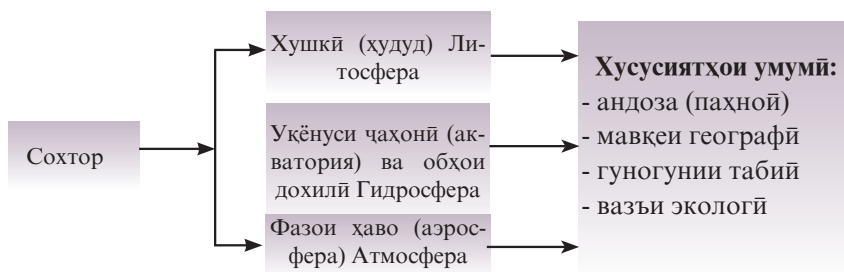 Сохтор
Хушкӣ (ҳудуд) Ли-
тосфера
Уқёнуси ҷаҳонӣ (ак-
ватория) ва обҳои
дохилӣ Гидросфера
Фазои ҳаво (аэрос-
фера) Атмосфера
Хусусиятҳои умумӣ:
- андоза (паҳноӣ)
- мавқеи географӣ
- гуногунии табиӣ
- вазъи экологӣ